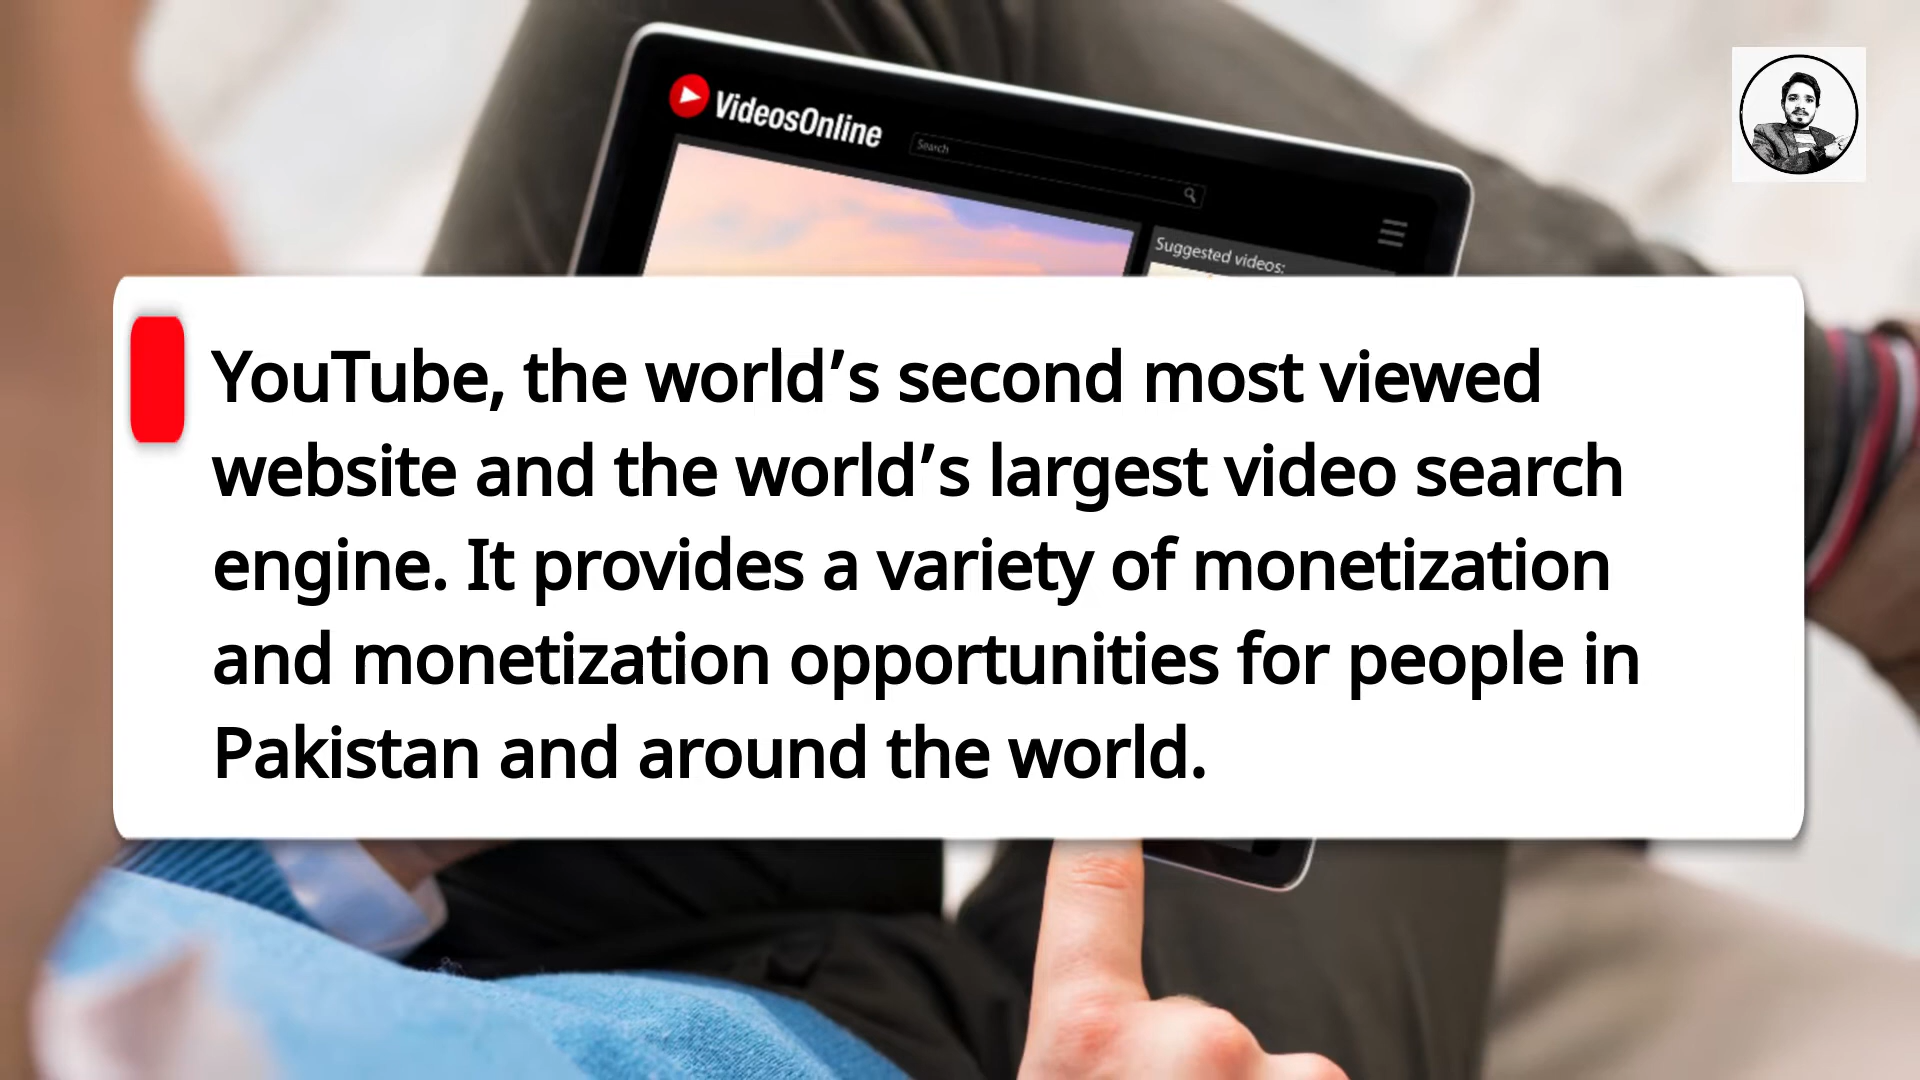 VideosOnline
Search
Suggested videos:
YouTube, the world’s second most viewed
website and the world’s largest video search
engine. It provides a variety of monetization
and monetization opportunities for people in
Pakistan and around the world.